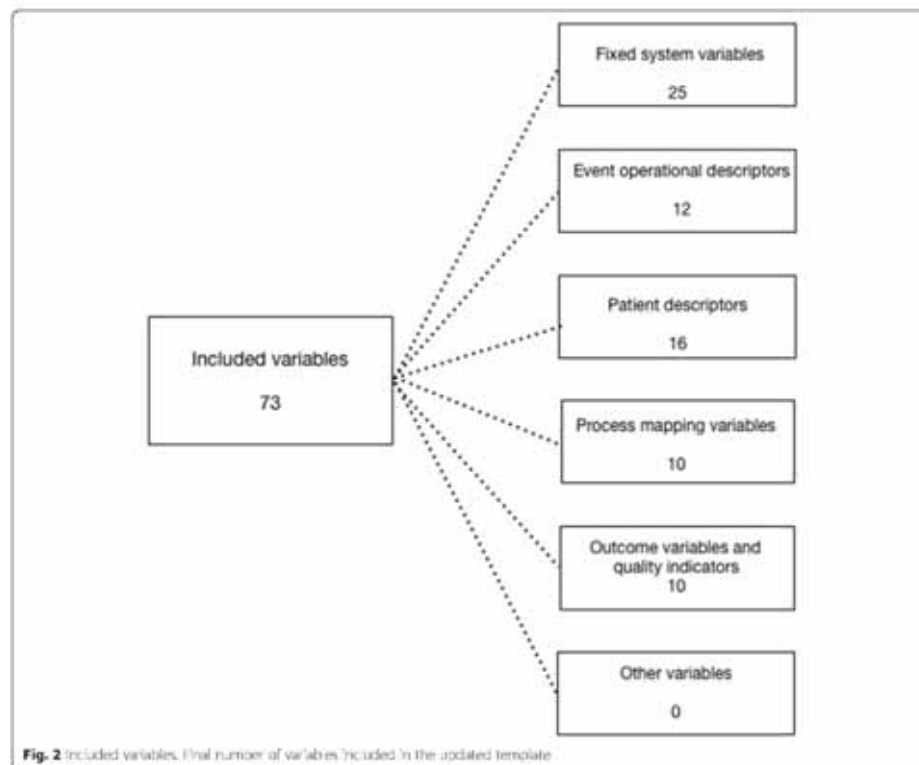 Fixed system variables
25
Event operational descriptors
12
Patient descriptors
16
Included variables
73
Process mapping variables
10
Outcome variables and
quality indicators
10
Other variables
0
Fig. 2 Included variables. Final number of variables included in the updated template